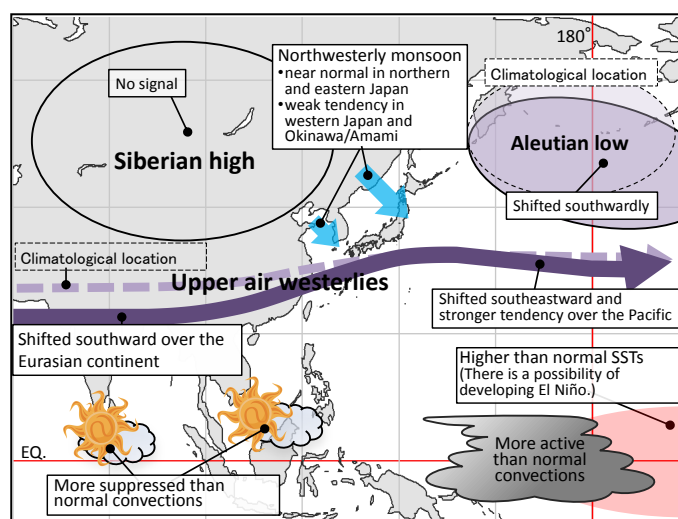 180°
Northwesterly monsoon
•near normal in northern
and eastern Japan
•weak tendency in
western Japan and
Okinawa/Amami
Climatological location
No signal
Siberian high
Aleutian low
Shifted southwardly
Climatological location
Upper air westerlies
Shifted southeastward and
stronger tendency over the Pacific
Shifted southward over the
Eurasian continent
Higher than normal SSTs
(There is a possibility of
developing El Niño.)
More active
than normal
convections
EQ.
More suppressed than
normal convections